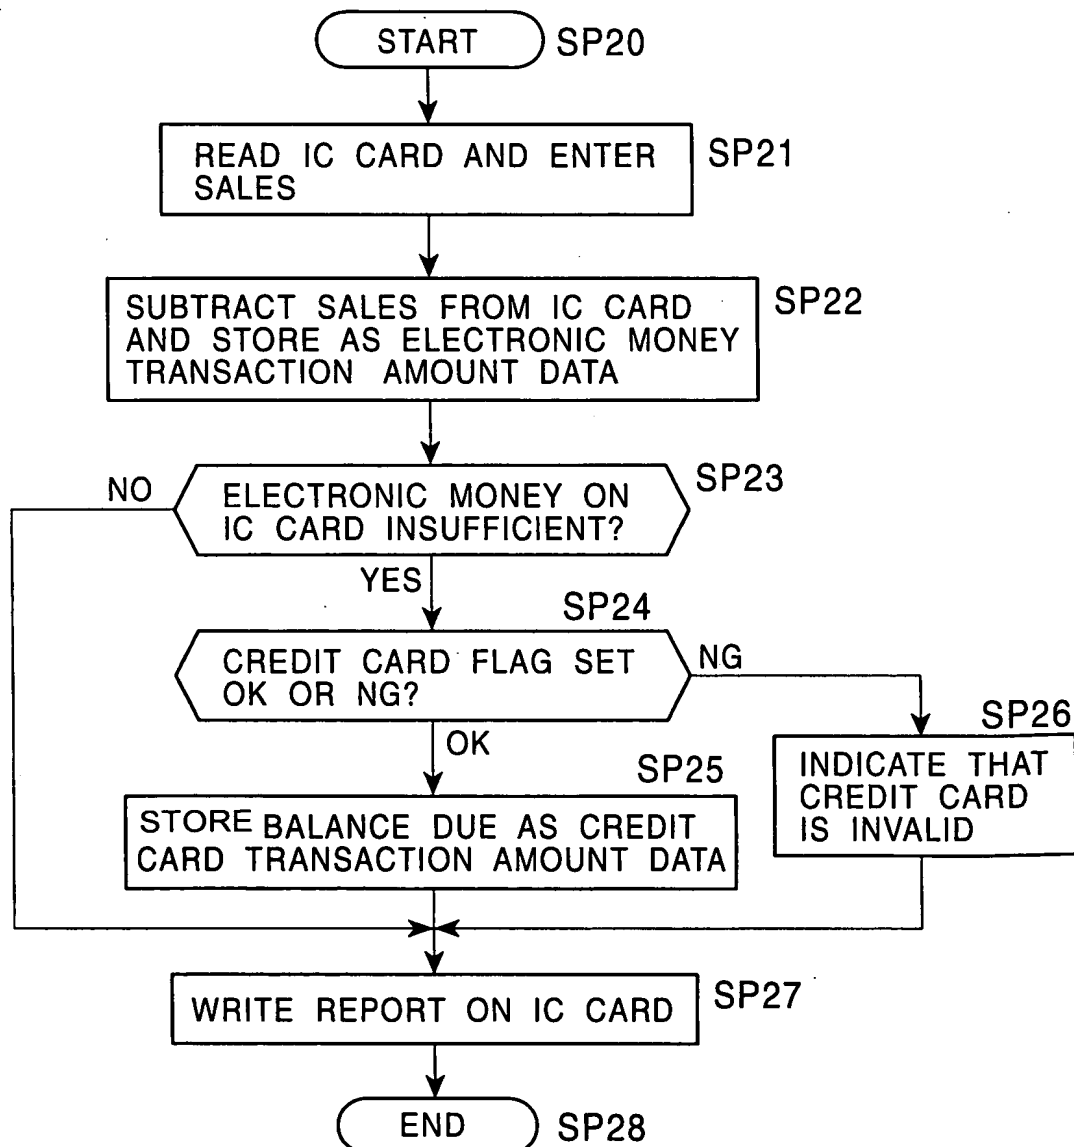 START
SP20
READ IC CARD AND ENTER
SALES
SP21
SUBTRACT SALES FROM IC CARD
AND STORE AS ELECTRONIC MONEY
TRANSACTION AMOUNT DATA
SP22
NO
ELECTRONIC MONEY ON
IC CARD INSUFFICIENT?
SP23
YES
SP24
CREDIT CARD FLAG SET
OK OR NG?
NG
OK
SP26
INDICATE THAT
CREDIT CARD
IS INVALID
SP25
STORE BALANCE DUE AS CREDIT
CARD TRANSACTION AMOUNT DATA
WRITE REPORT ON IC CARD
SP27
END
SP28